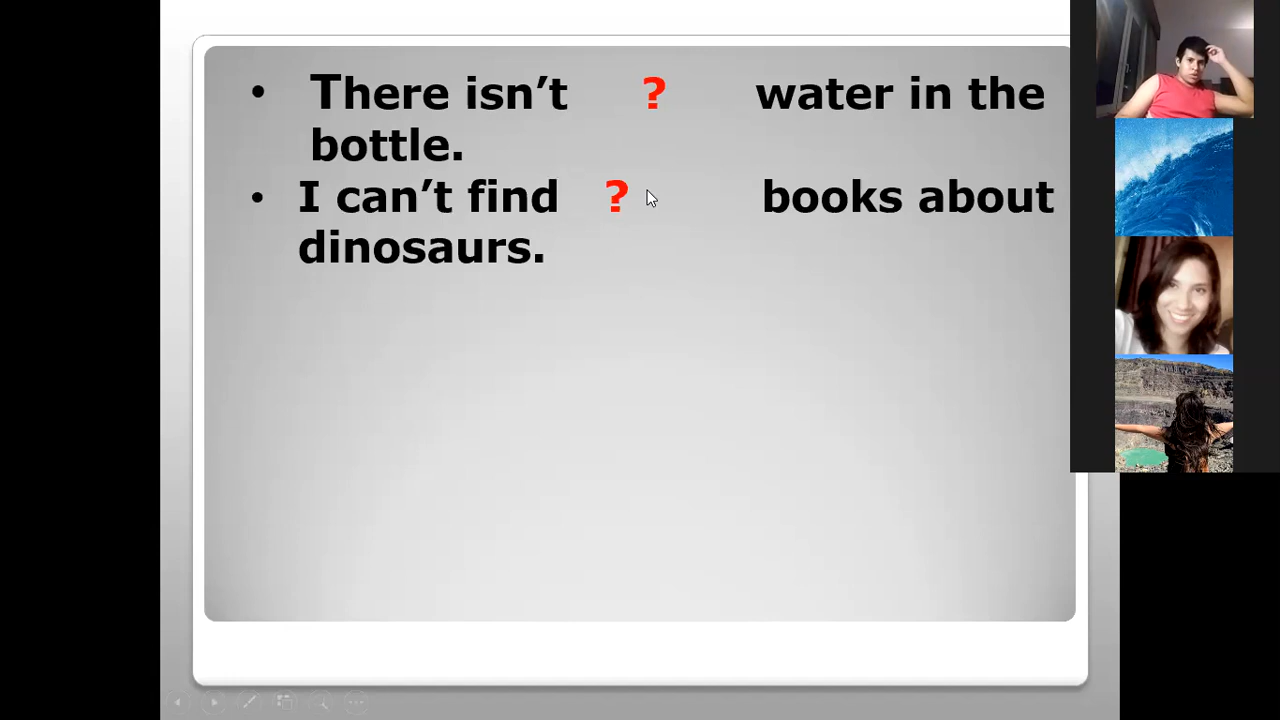 • There isn’t ? water in the
bottle.
• I can’t find ? books about
dinosaurs.